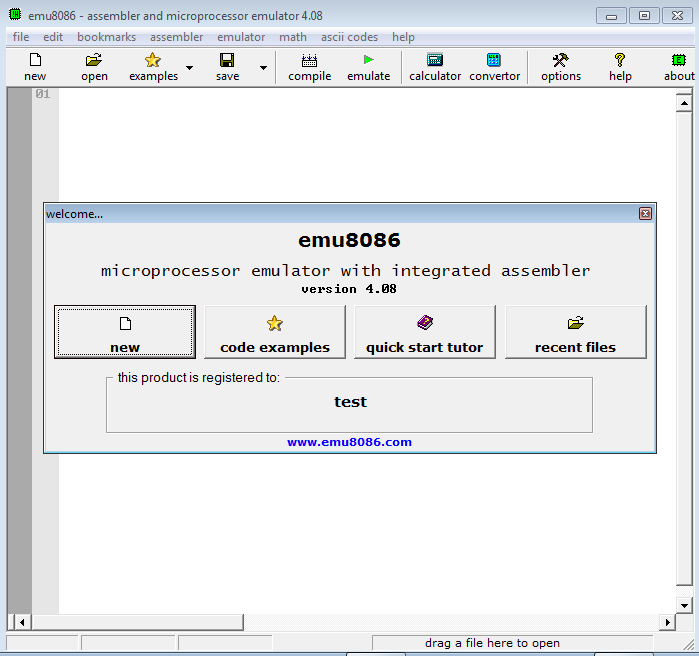 emu8086 - assembler and microprocessor emulator 4.08
file edit bookmarks assembler emulator math ascii codes help
new open examples save compile emulate calculator convertor options help about
01
welcome...
emu8086
microprocessor emulator with integrated assembler
version 4.08
new code examples quick start tutor recent files
this product is registered to:
test
www.emu8086.com
drag a file here to open